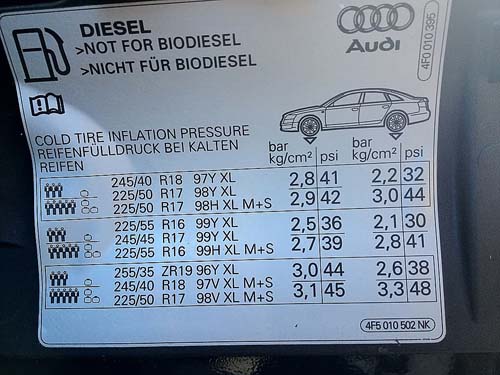 DIESEL
>NOT FOR BIODIESEL
>NICHT FÜR BIODIESEL
Audi
4F0 010 395
COLD TIRE INFLATION PRESSURE
REIFENFÜLLDRUCK BEI KALTEN
REIFEN
bar kg/cm² psi bar kg/cm² psi
245/40 R18 97Y XL 2,8 41 2,2 32
225/50 R17 98Y XL
225/50 R17 98H XL M+S 2,9 42 3,0 44
225/55 R16 99Y XL 2,5 36 2,1 30
245/45 R17 99Y XL
225/55 R16 99H XL M+S 2,7 39 2,8 41
255/35 ZR19 96Y XL 3,0 44 2,6 38
245/40 R18 97V XL M+S
225/50 R17 98V XL M+S 3,1 45 3,3 48
4F5 010 502 NK